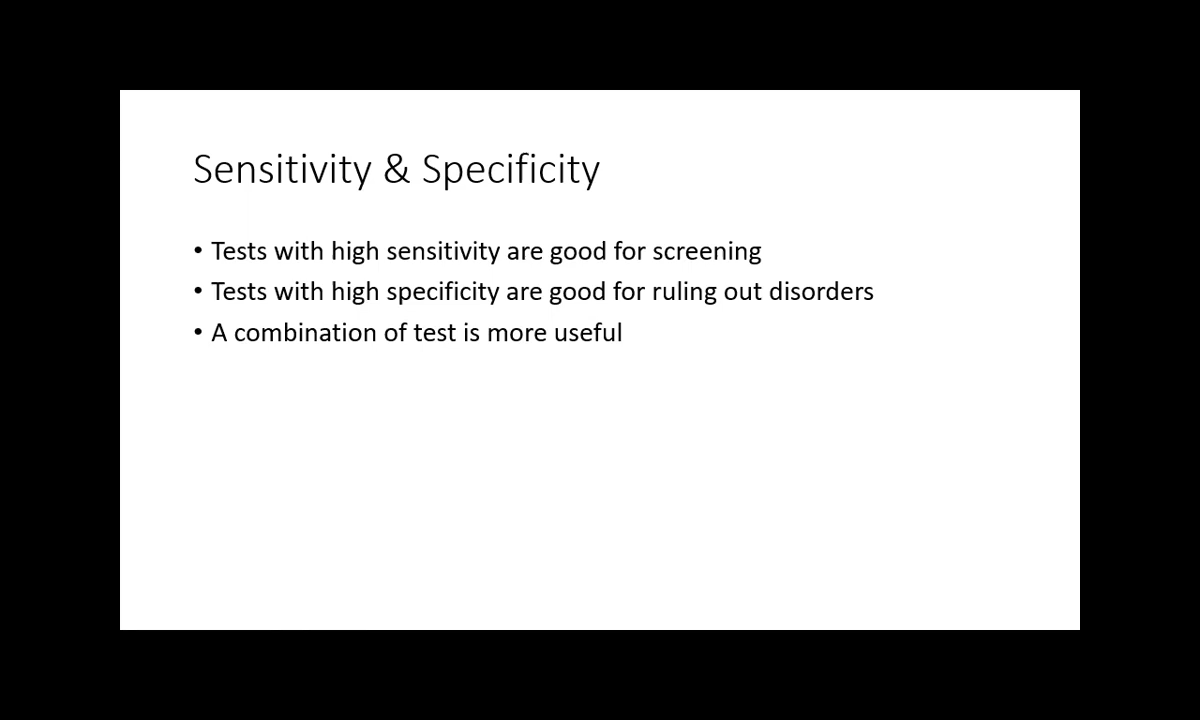 Sensitivity & Specificity
• Tests with high sensitivity are good for screening
• Tests with high specificity are good for ruling out disorders
• A combination of test is more useful